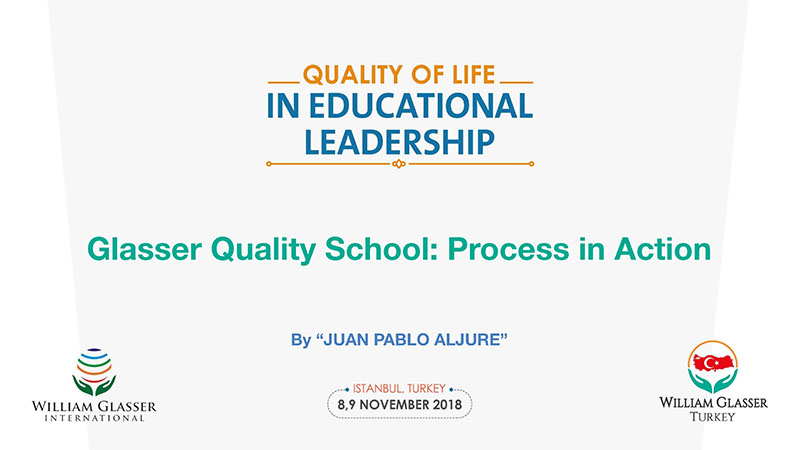 QUALITY OF LIFE
IN EDUCATIONAL
LEADERSHIP
Glasser Quality School: Process in Action
By “JUAN PABLO ALJURE”
WILLIAM GLASSER
INTERNATIONAL
ISTANBUL, TURKEY
8,9 NOVEMBER 2018
WILLIAM GLASSER
TURKEY